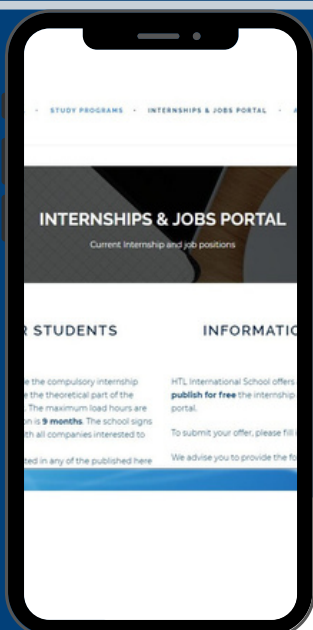 STUDY PROGRAMS • INTERNSHIPS & JOBS PORTAL •
INTERNSHIPS & JOBS PORTAL
Current Internship and job positions
STUDENTS
e the compulsory internship
e the theoretical part of the
. The maximum load hours are
on is 9 months. The school signs
th all companies interested to
ted in any of the published here
INFORMATIO
HTL International School offers
publish for free the internship
portal.
To submit your offer, please fill
We advise you to provide the fo